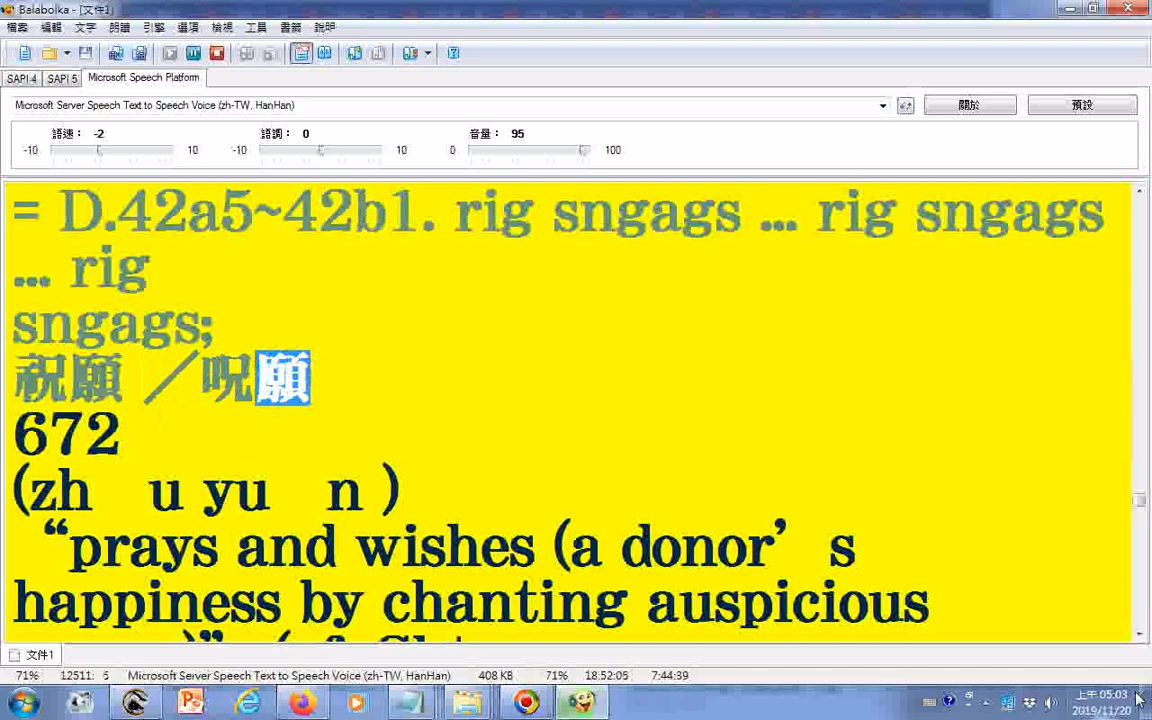 Balabolka - [文件1]
檔案 編輯 文字 朗讀 引擎 選項 檢視 工具 書籤 說明
SAPI 4 SAPI 5 Microsoft Speech Platform
Microsoft Server Speech Text to Speech Voice (zh-TW, HanHan) 關於 預設
語速： -2 語調： 0 音量： 95
-10 10 -10 10 0 100
= D.42a5~42b1. rig sngags ... rig sngags
... rig
sngags;
祝願 ／呪願
672
(zh u yu n )
“prays and wishes (a donor’ s
happiness by chanting auspicious
文件1
71% 12511: 5 Microsoft Server Speech Text to Speech Voice (zh-TW, HanHan) 408 KB 71% 18:52:05 7:44:39
上午 05:03
2019/11/20